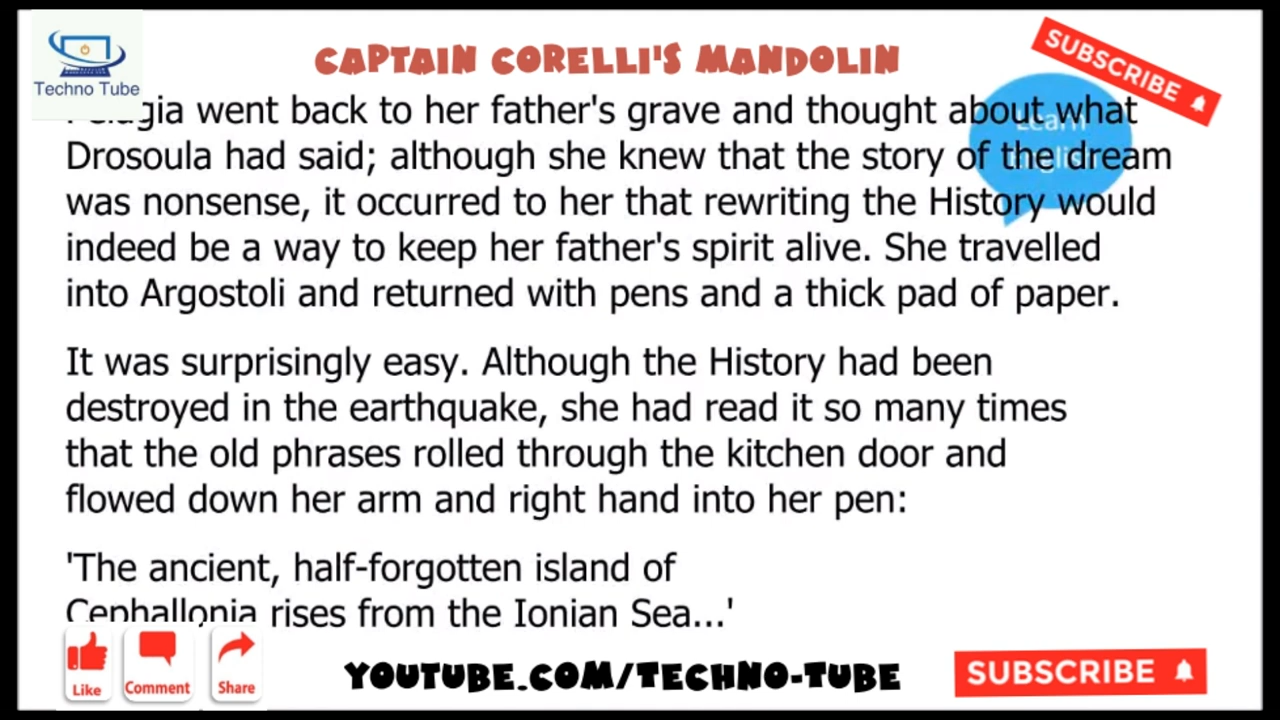 Techno Tube
CAPTAIN CORELLI'S MANDOLIN
SUBSCRIBE
Learn
English
went back to her father's grave and thought about what
Drosoula had said; although she knew that the story of the dream
was nonsense, it occurred to her that rewriting the History would
indeed be a way to keep her father's spirit alive. She travelled
into Argostoli and returned with pens and a thick pad of paper.
It was surprisingly easy. Although the History had been
destroyed in the earthquake, she had read it so many times
that the old phrases rolled through the kitchen door and
flowed down her arm and right hand into her pen:
'The ancient, half-forgotten island of
Cephallonia rises from the Ionian Sea...'
Like
Comment
Share
YOUTUBE.COM/TECHNO-TUBE
SUBSCRIBE